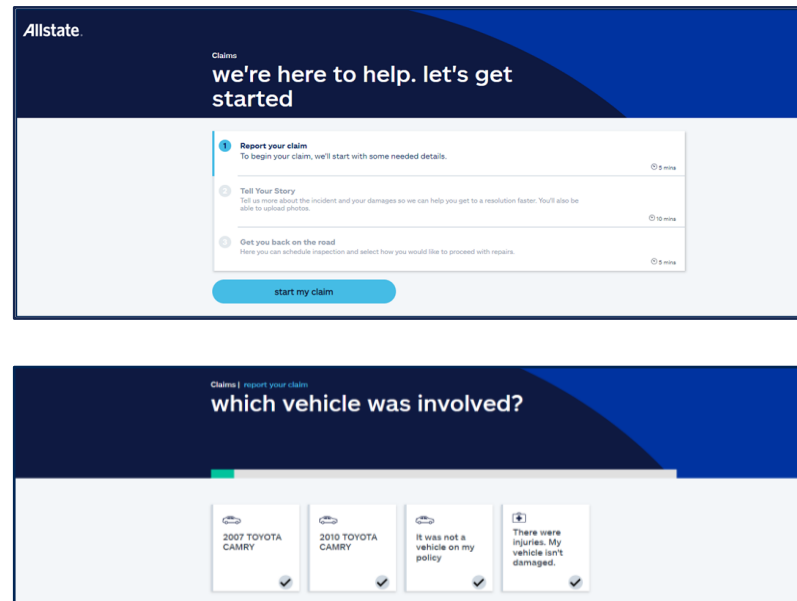 Allstate.
Claims
we're here to help. let's get
started
1 Report your claim
To begin your claim, we'll start with some needed details.
5 mins
2 Tell Your Story
Tell us more about the incident and your damages so we can help you get to a resolution faster. You'll also be
able to upload photos.
10 mins
3 Get you back on the road
Here you can schedule inspection and select how you would like to proceed with repairs.
5 mins
start my claim
Claims | report your claim
which vehicle was involved?
2007 TOYOTA
CAMRY
2010 TOYOTA
CAMRY
It was not a
vehicle on my
policy
There were
injuries. My
vehicle isn't
damaged.